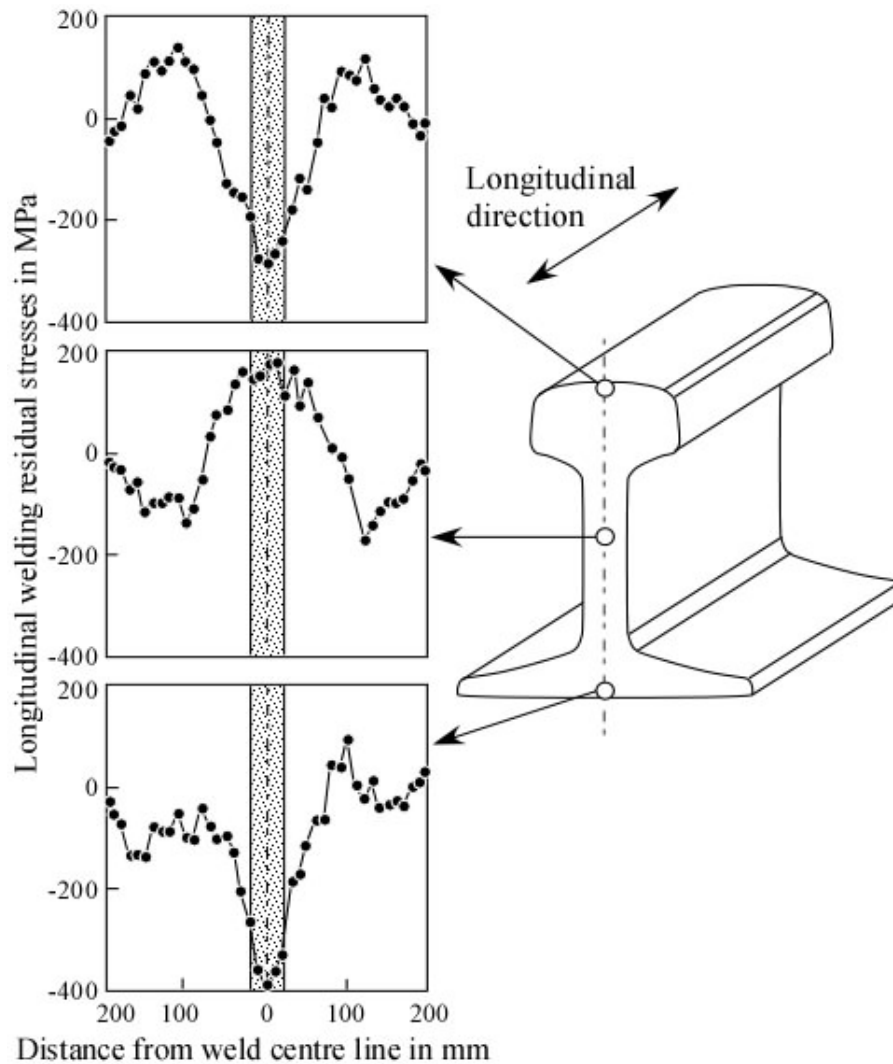 Longitudinal welding residual stresses in MPa
200
0
-200
-400
200
0
-200
-400
200
0
-200
-400
200 100 0 100 200
Distance from weld centre line in mm
Longitudinal
direction